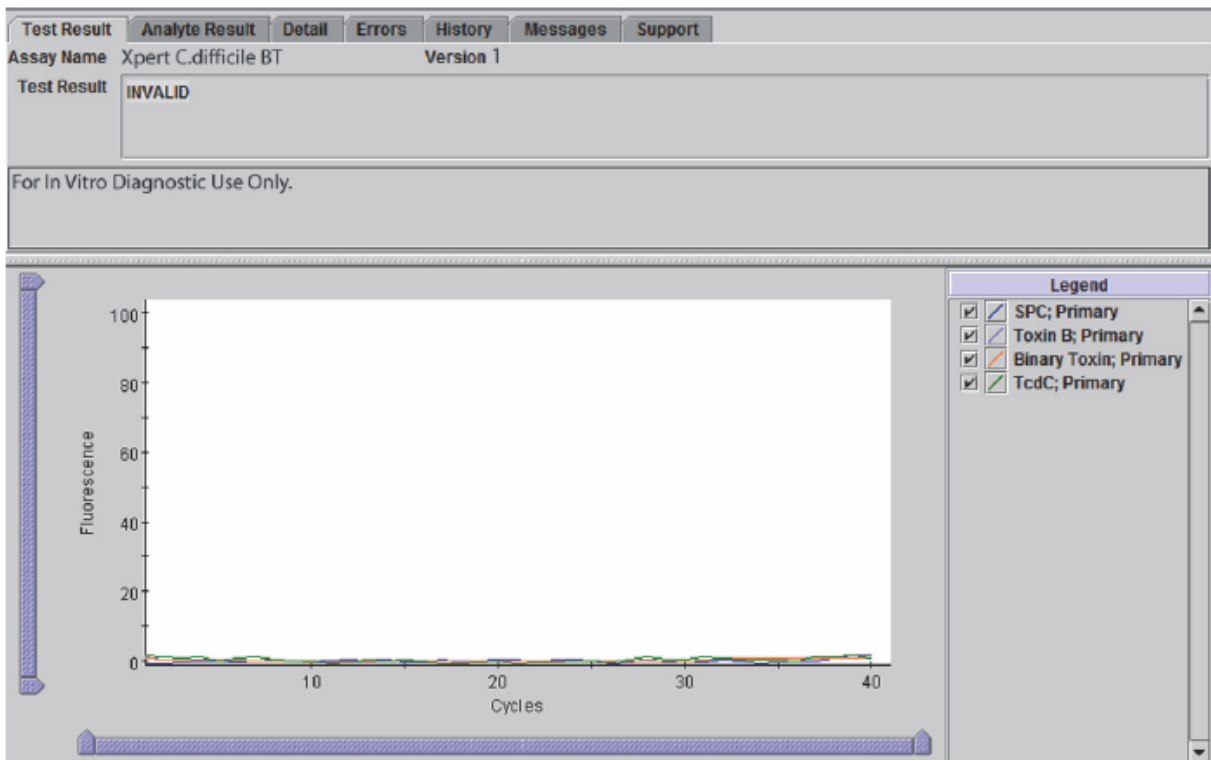 Test Result Analyte Result Detail Errors History Messages Support
Assay Name Xpert C.difficile BT Version 1
Test Result INVALID
For In Vitro Diagnostic Use Only.
Legend
SPC; Primary
Toxin B; Primary
Binary Toxin; Primary
TcdC; Primary
100
80
60
40
20
0
Fluorescence
10 20 30 40
Cycles